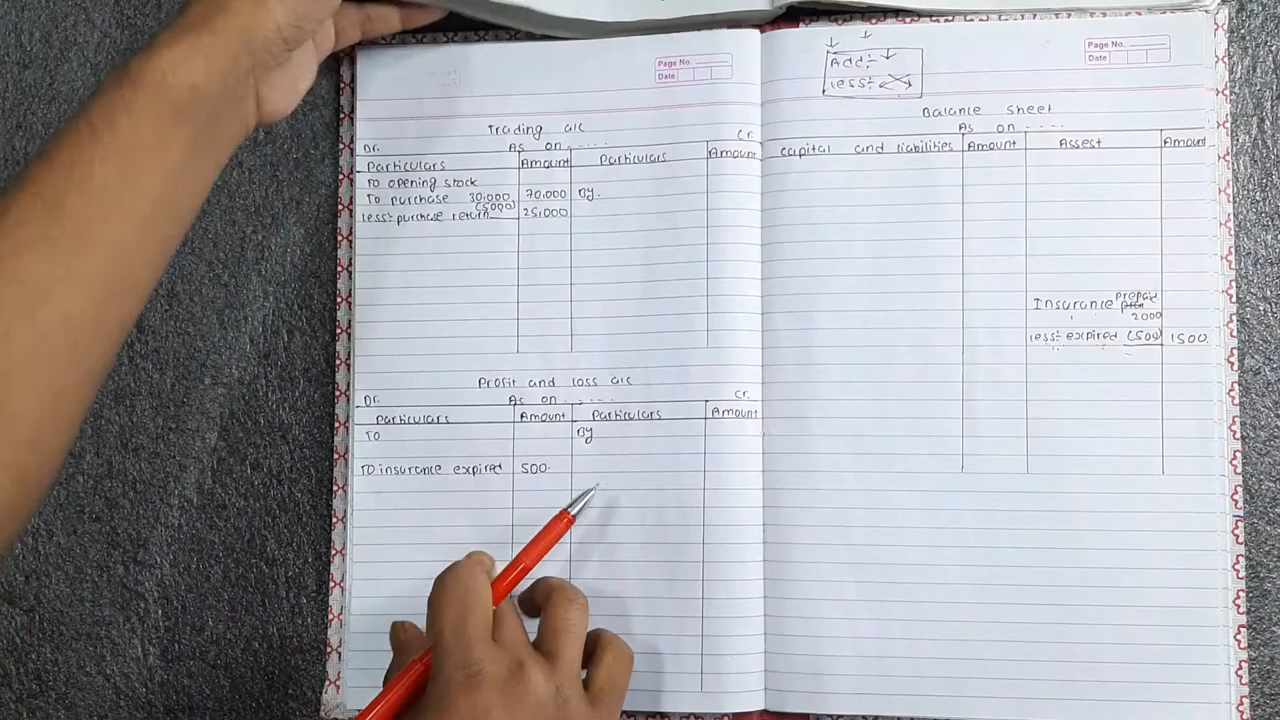 Page No.
Date
Trading a/c
Dr. As on ..... Cr.
Particulars Amount Particulars Amount
To opening stock
To purchase 30,000 70,000 By.
(5000)
less:- purchase return 25,000
Profit and loss a/c
Dr. As on ..... Cr.
Particulars Amount Particulars Amount
To By
To insurance expired 500.
Add:-
less:-
Page No.
Date
Balance sheet
As on ....
capital and liabilities Amount Assest Amount
Insurance prepaid
2000
less:- expired (500) 1500.